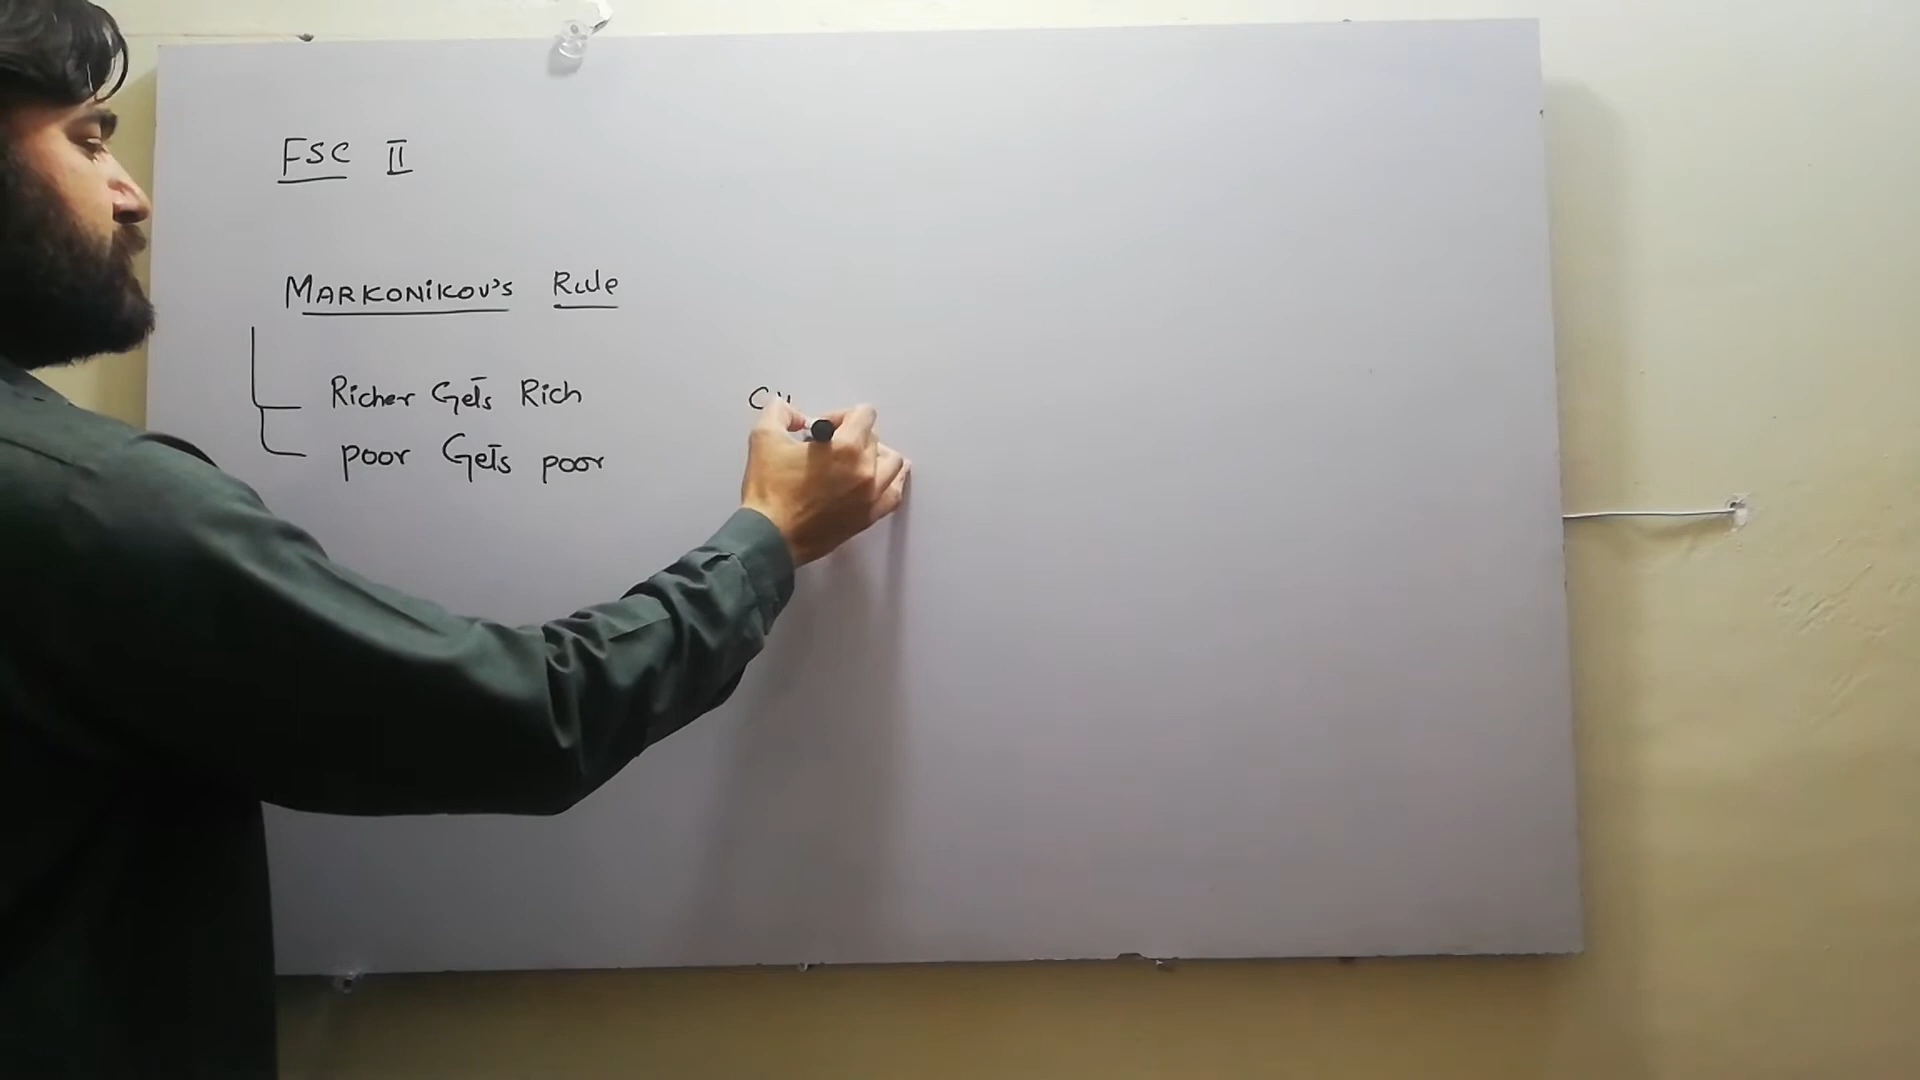 FSC II
MARKONIKOV'S Rule
Richer Gets Rich
poor Gets poor